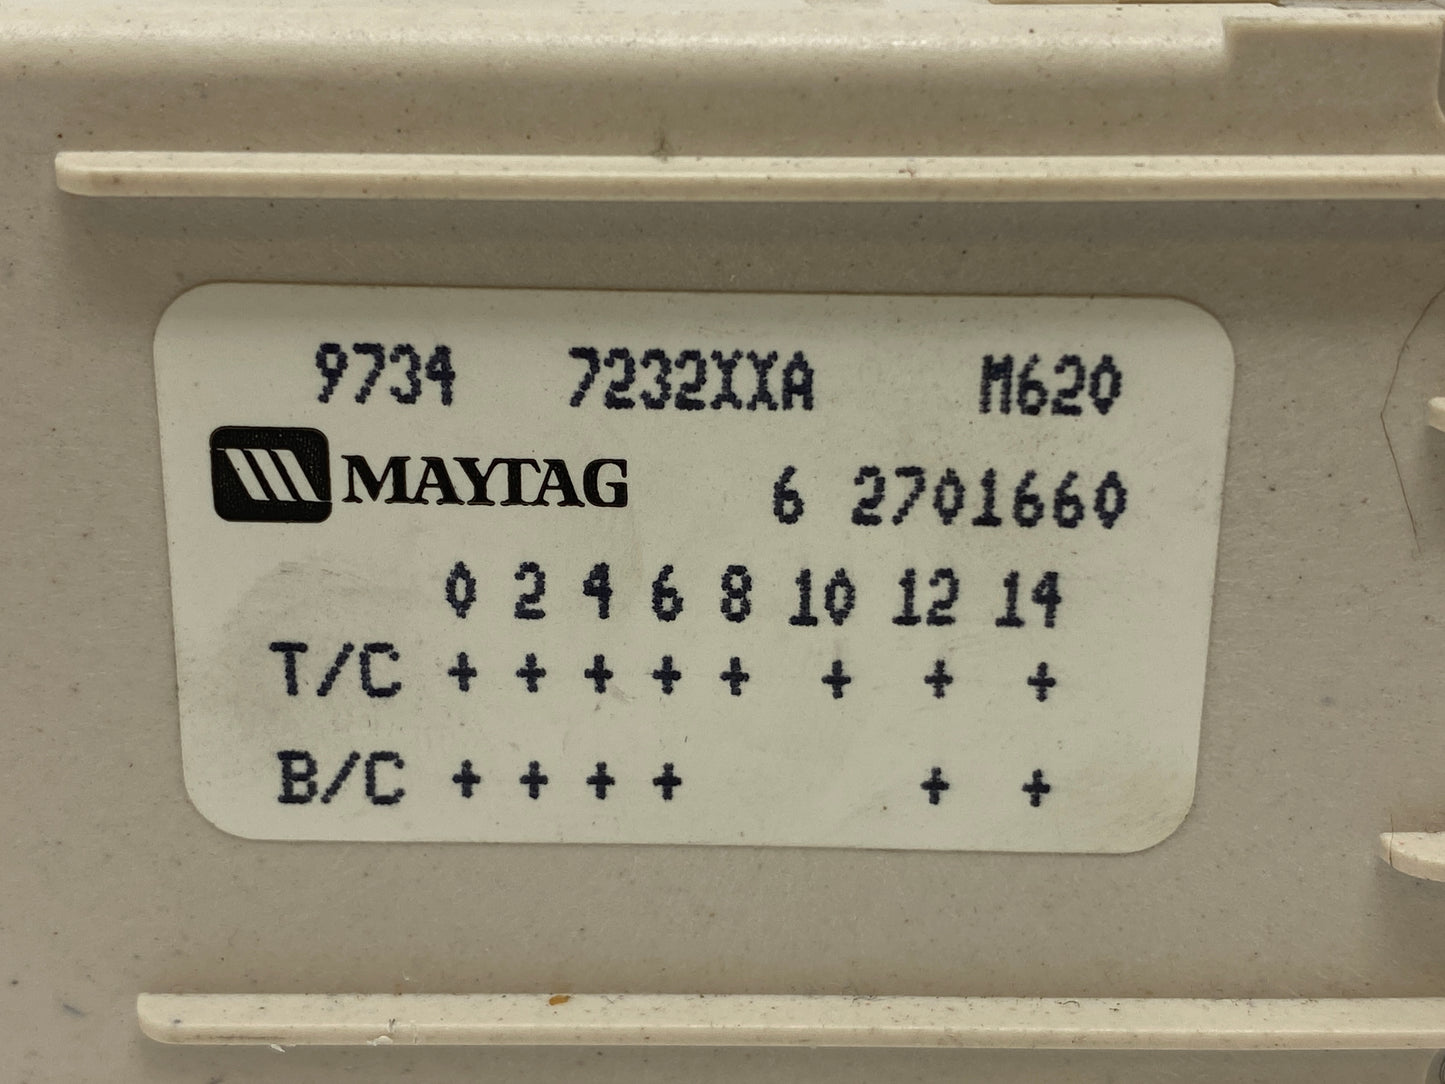 9734 7232XXA M620
MAYTAG 6 2701660
0 2 4 6 8 10 12 14
T/C + + + + + + + +
B/C + + + + + +